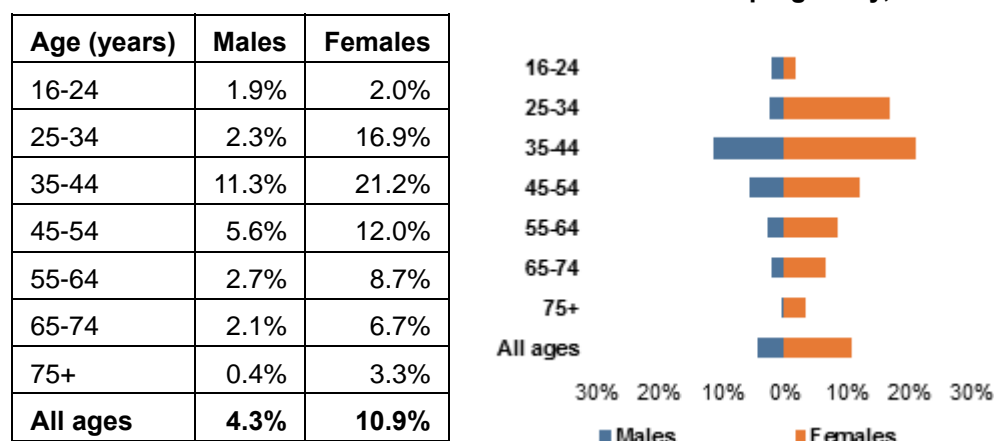 Age (years) Males Females
16-24 1.9% 2.0%
25-34 2.3% 16.9%
35-44 11.3% 21.2%
45-54 5.6% 12.0%
55-64 2.7% 8.7%
65-74 2.1% 6.7%
75+ 0.4% 3.3%
All ages 4.3% 10.9%
16-24
25-34
35-44
45-54
55-64
65-74
75+
All ages
30% 20% 10% 0% 10% 20% 30%
Males Females